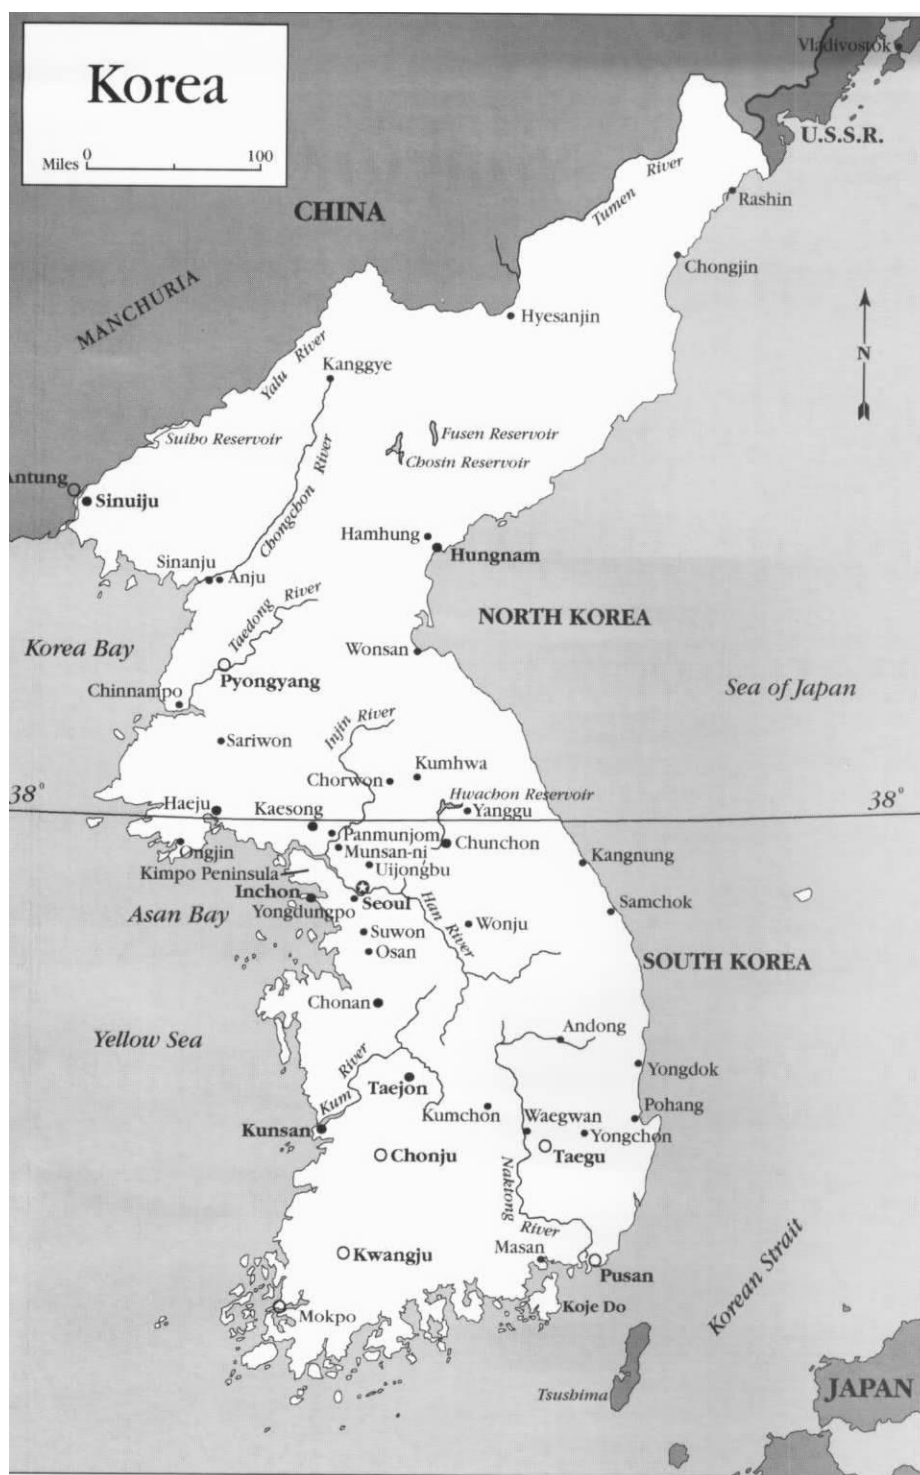 Korea
Miles 0 100
Vladivostok
U.S.S.R.
Tumen River
Rashin
CHINA
Chongjin
MANCHURIA
Hyesanjin
N
Yalu River
Kanggye
Suiho Reservoir
Fusen Reservoir
Chosin Reservoir
Antung
Sinuiju
Chongchon River
Hamhung
Hungnam
Sinanju
Anju
Taedong River
NORTH KOREA
Korea Bay
Wonsan
Pyongyang
Chinnampo
Sea of Japan
Injin River
Sariwon
Kumhwa
Chorwon
Hwachon Reservoir
38°
38°
Haeju
Kaesong
Yanggu
Panmunjom
Chunchon
Ongjin
Munsan-ni
Kangnung
Uijongbu
Kimpo Peninsula
Inchon
Seoul
Samchok
Asan Bay
Yongdungpo
Han River
Wonju
Suwon
Osan
SOUTH KOREA
Chonan
Andong
Yellow Sea
Kum River
Yongdok
Taejon
Kumchon
Pohang
Kunsan
Waegwan
Yongchon
Chonju
Taegu
Naktong River
Kwangju
Masan
Pusan
Korean Strait
Koje Do
Mokpo
Tsushima
JAPAN